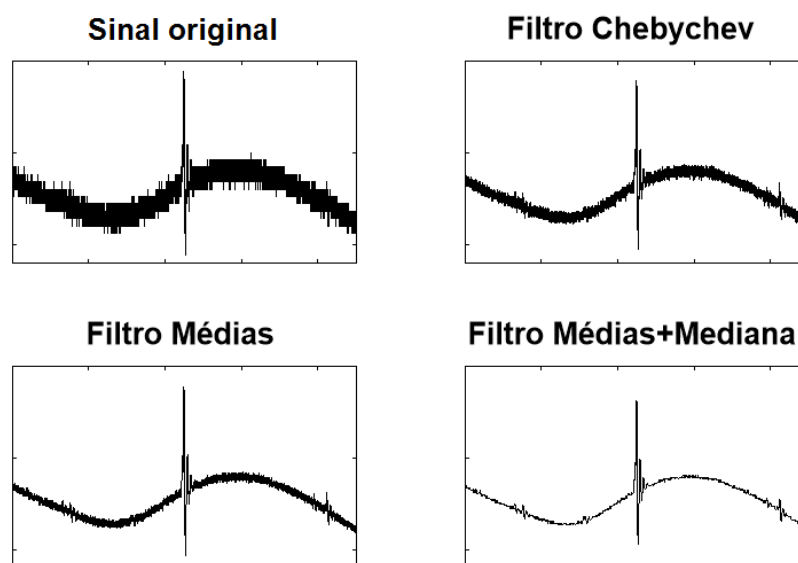 Sinal original
Filtro Chebychev
Filtro Médias
Filtro Médias+Mediana